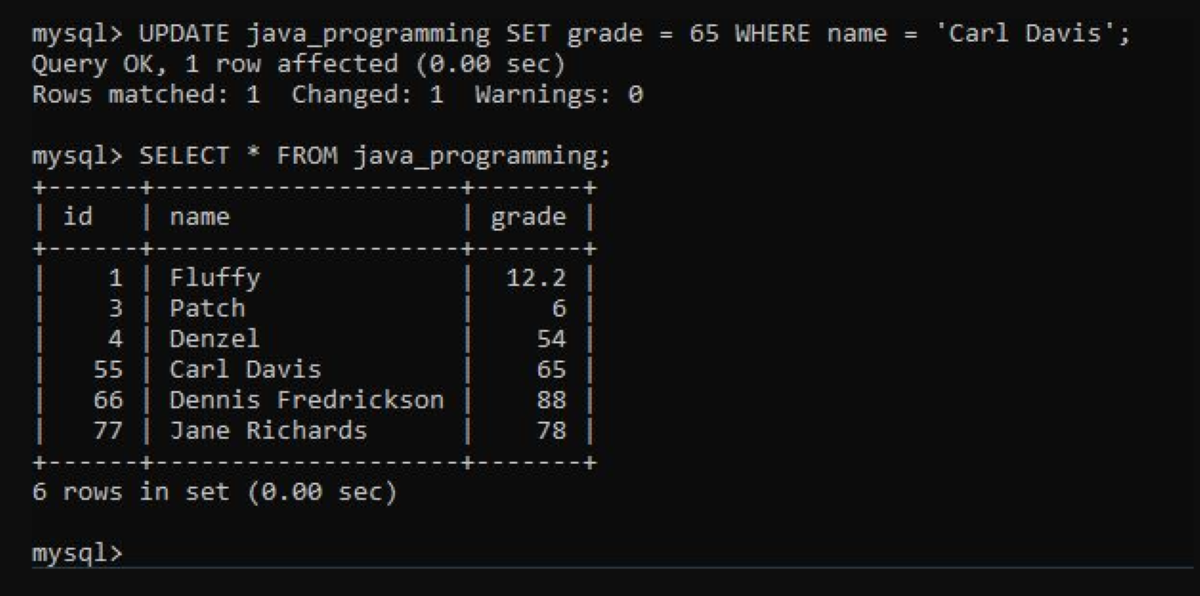 mysql> UPDATE java_programming SET grade = 65 WHERE name = 'Carl Davis';
Query OK, 1 row affected (0.00 sec)
Rows matched: 1  Changed: 1  Warnings: 0
mysql> SELECT * FROM java_programming;
+------+--------------------+-------+
| id   | name               | grade |
+------+--------------------+-------+
|    1 | Fluffy             |  12.2 |
|    3 | Patch              |     6 |
|    4 | Denzel             |    54 |
|   55 | Carl Davis         |    65 |
|   66 | Dennis Fredrickson |    88 |
|   77 | Jane Richards      |    78 |
+------+--------------------+-------+
6 rows in set (0.00 sec)
mysql>